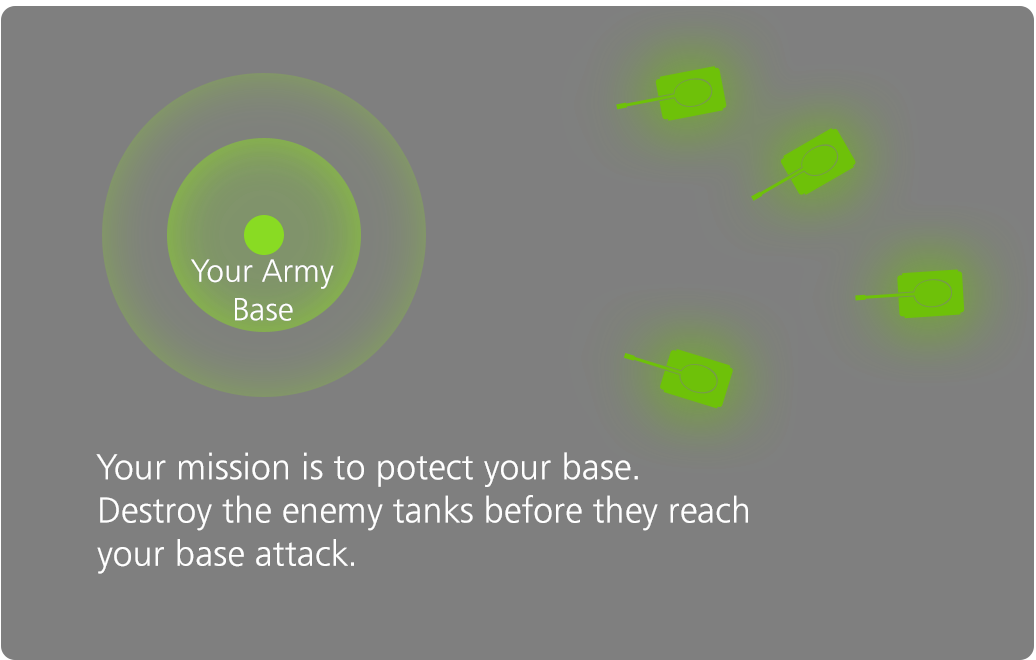 Your Army
Base
Your mission is to potect your base.
Destroy the enemy tanks before they reach
your base attack.